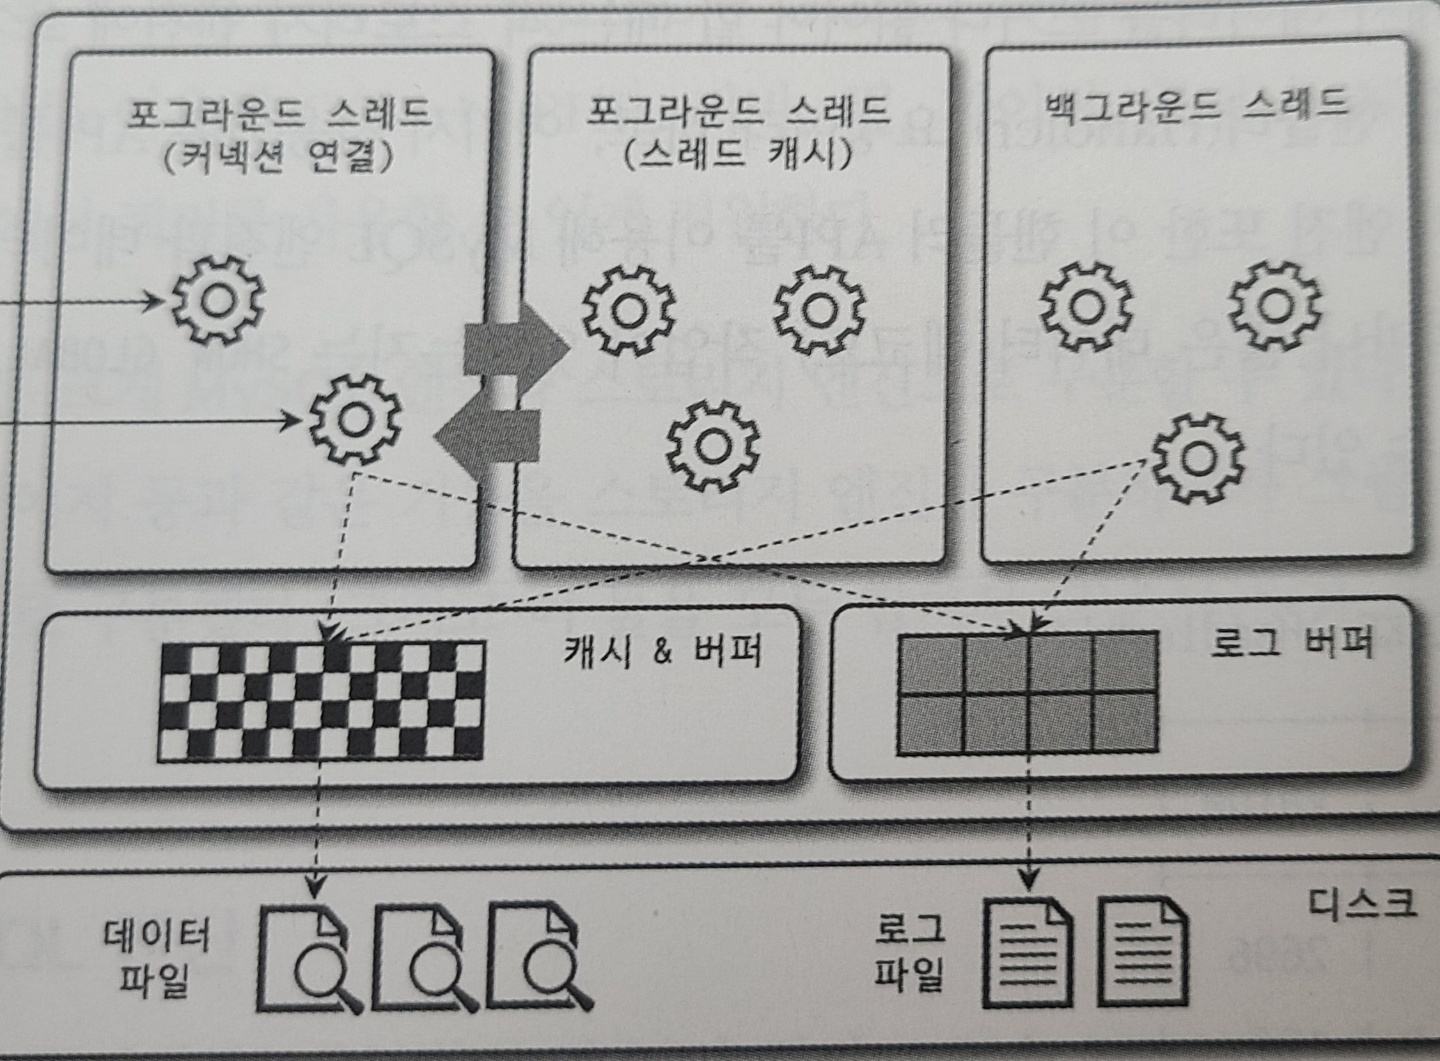 포그라운드 스레드
(커넥션 연결)
포그라운드 스레드
(스레드 캐시)
백그라운드 스레드
캐시 & 버퍼
로그 버퍼
데이터
파일
로그
파일
디스크